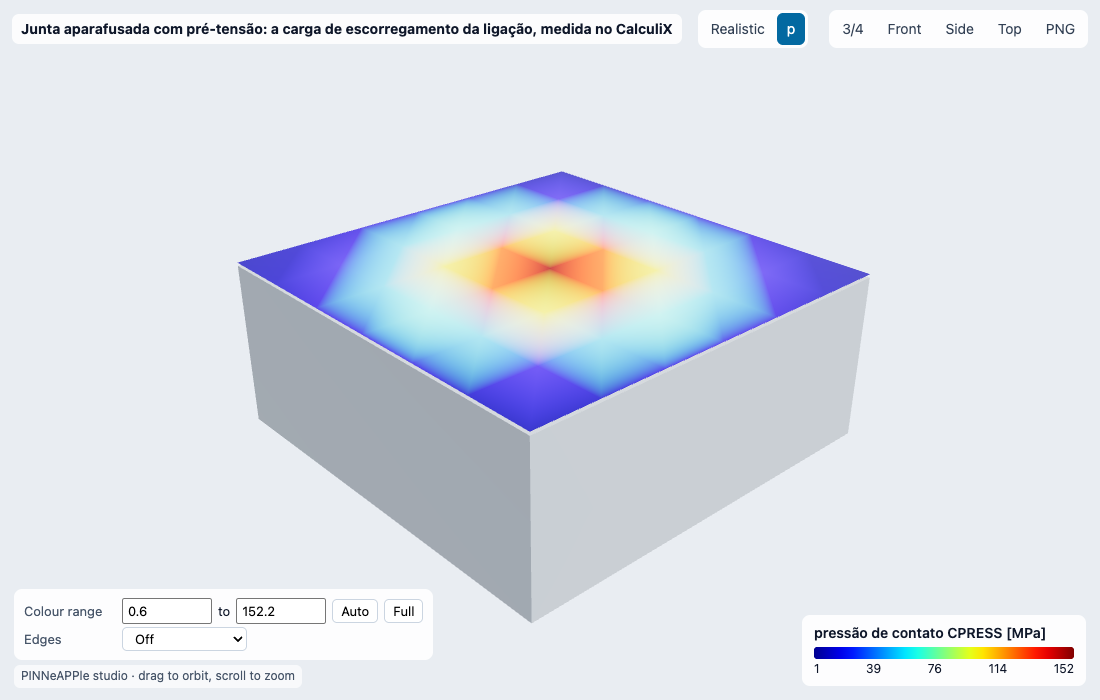 Junta aparafusada com pré-tensão: a carga de escorregamento da ligação, medida no CalculiX
Realistic p
3/4 Front Side Top PNG
Colour range 0.6 to 152.2 Auto Full
Edges Off
PINNeAPPle studio · drag to orbit, scroll to zoom
pressão de contato CPRESS [MPa]
1 39 76 114 152